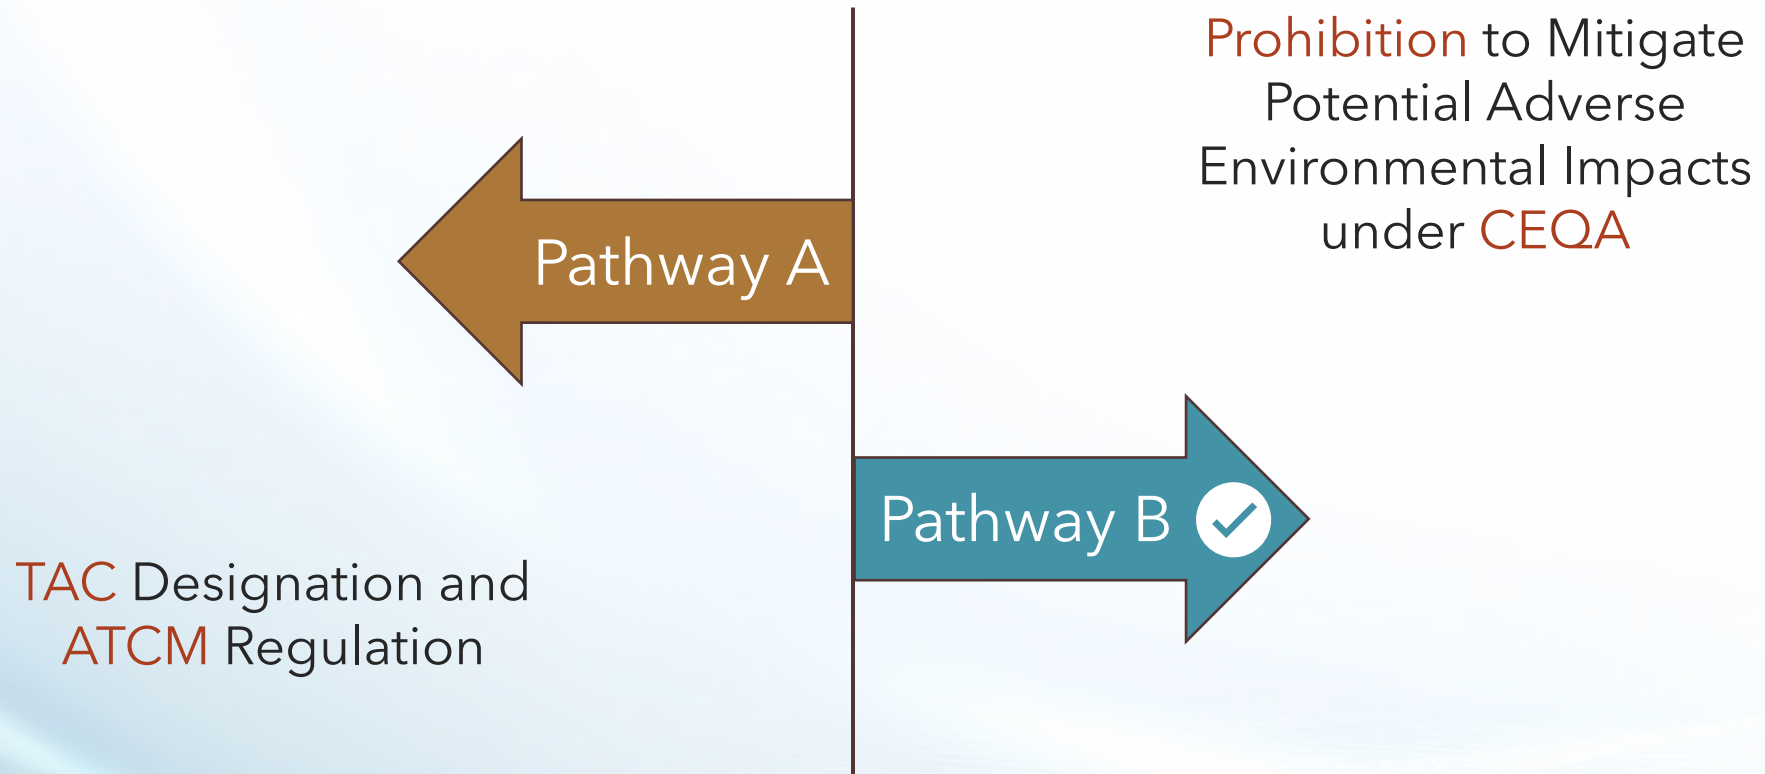 Prohibition to Mitigate
Potential Adverse
Environmental Impacts
under CEQA
Pathway A
Pathway B
TAC Designation and
ATCM Regulation